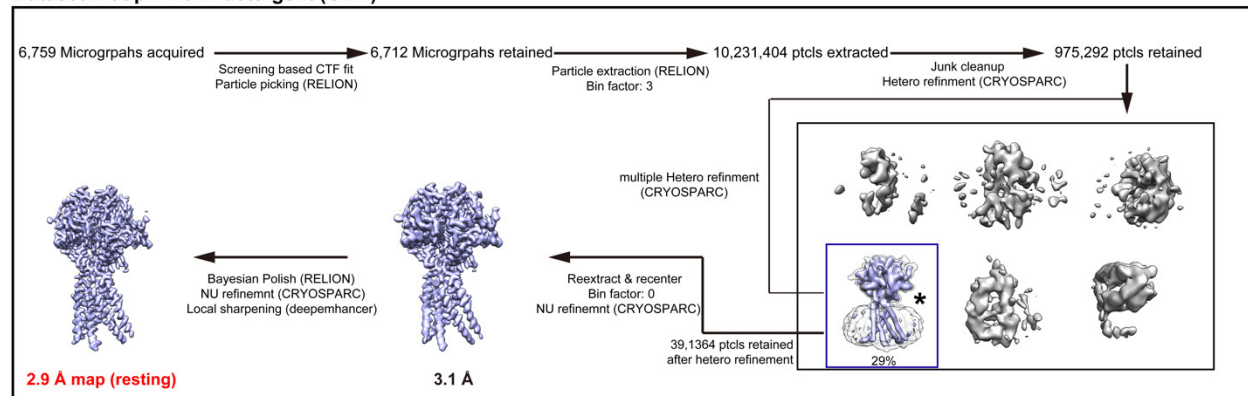 6,759 Microgrpahs acquired
Screening based CTF fit
Particle picking (RELION)
6,712 Microgrpahs retained
Particle extraction (RELION)
Bin factor: 3
10,231,404 ptcls extracted
Junk cleanup
Hetero refinment (CRYOSPARC)
975,292 ptcls retained
multiple Hetero refinment
(CRYOSPARC)
*
29%
39,1364 ptcls retained
after hetero refinement
Reextract & recenter
Bin factor: 0
NU refinemnt (CRYOSPARC)
3.1 Å
Bayesian Polish (RELION)
NU refinemnt (CRYOSPARC)
Local sharpening (deepemhancer)
2.9 Å map (resting)